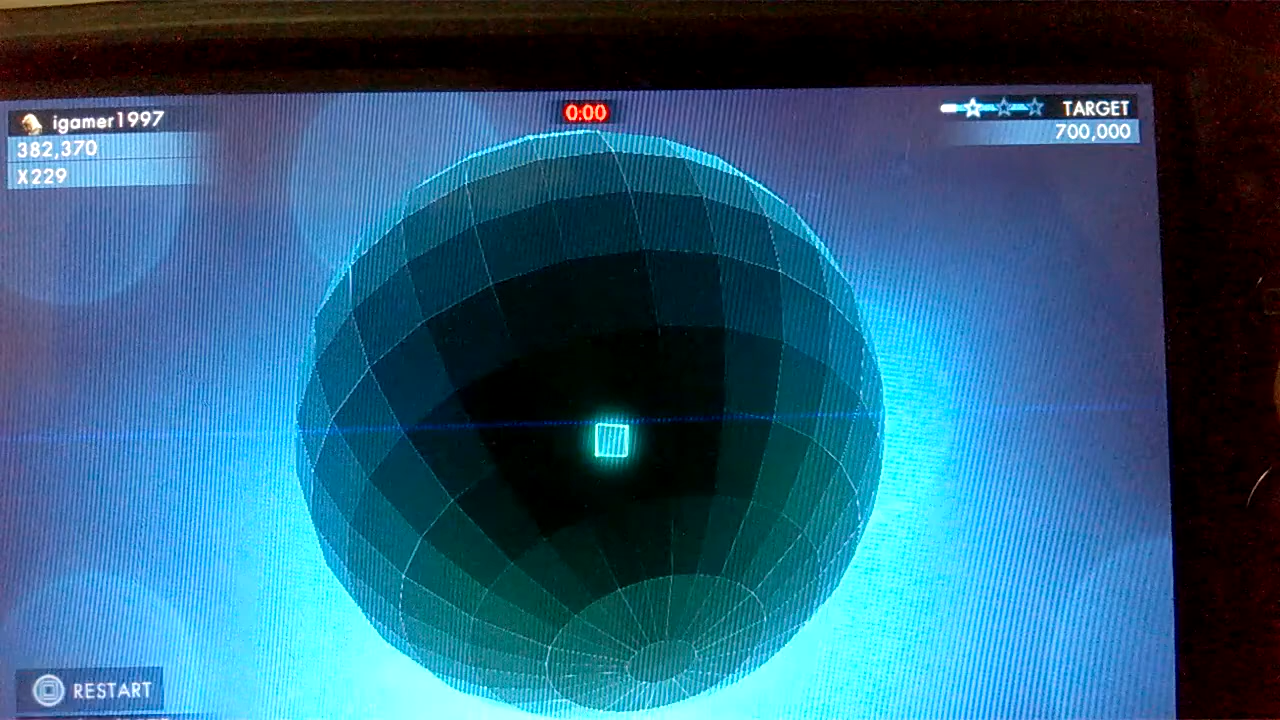 igamer1997
382,370
X229
0:00
TARGET
700,000
RESTART